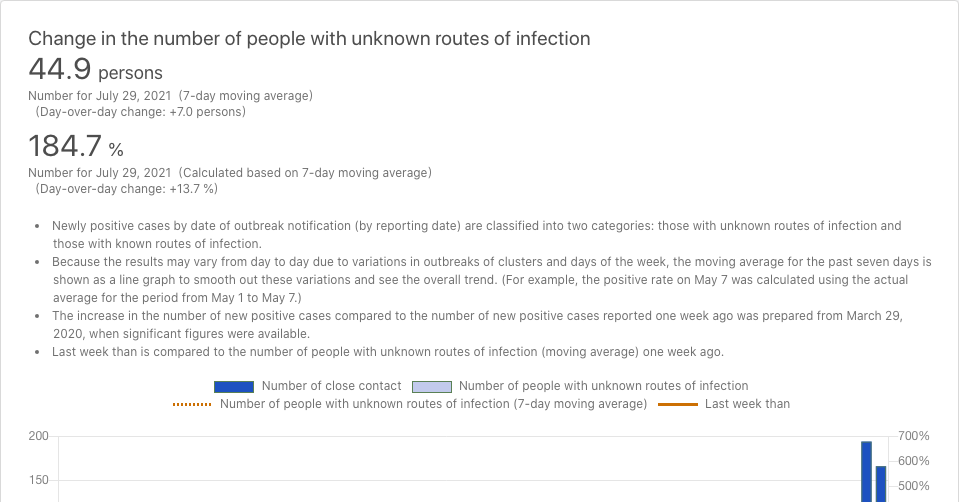 Change in the number of people with unknown routes of infection
44.9 persons
Number for July 29, 2021 (7-day moving average)
(Day-over-day change: +7.0 persons)
184.7 %
Number for July 29, 2021 (Calculated based on 7-day moving average)
(Day-over-day change: +13.7 %)
• Newly positive cases by date of outbreak notification (by reporting date) are classified into two categories: those with unknown routes of infection and
those with known routes of infection.
• Because the results may vary from day to day due to variations in outbreaks of clusters and days of the week, the moving average for the past seven days is
shown as a line graph to smooth out these variations and see the overall trend. (For example, the positive rate on May 7 was calculated using the actual
average for the period from May 1 to May 7.)
• The increase in the number of new positive cases compared to the number of new positive cases reported one week ago was prepared from March 29,
2020, when significant figures were available.
• Last week than is compared to the number of people with unknown routes of infection (moving average) one week ago.
Number of close contact Number of people with unknown routes of infection
Number of people with unknown routes of infection (7-day moving average) Last week than
200 700%
600%
150 500%